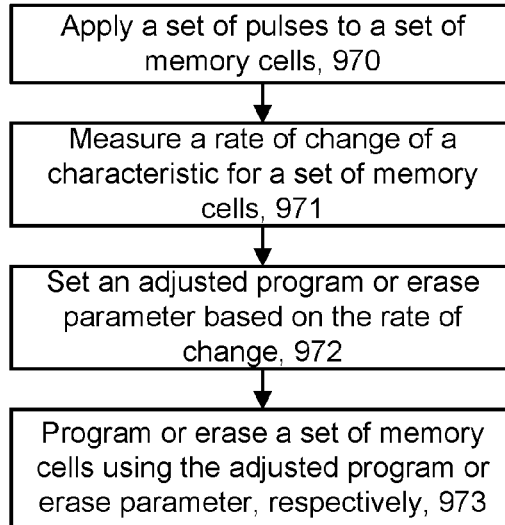 Apply a set of pulses to a set of
memory cells, 970
Measure a rate of change of a
characteristic for a set of memory
cells, 971
Set an adjusted program or erase
parameter based on the rate of
change, 972
Program or erase a set of memory
cells using the adjusted program or
erase parameter, respectively, 973